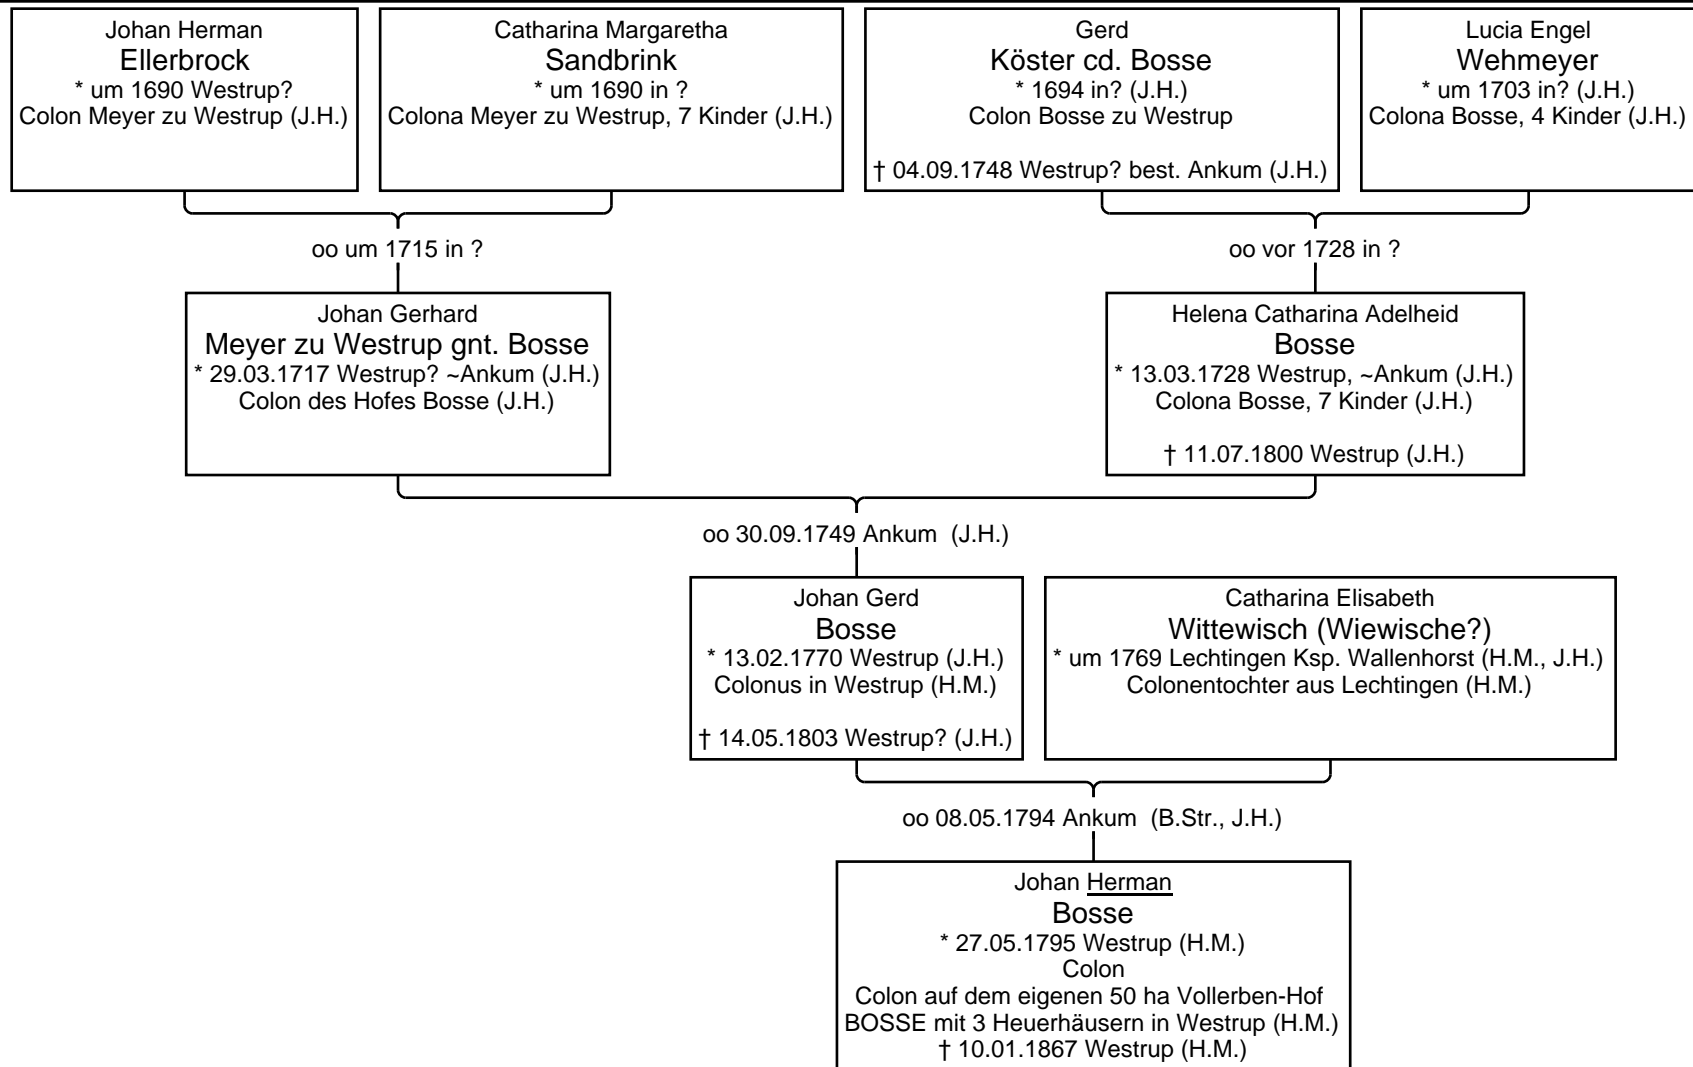 Johan Herman
Ellerbrock
* um 1690 Westrup?
Colon Meyer zu Westrup (J.H.)
Catharina Margaretha
Sandbrink
* um 1690 in ?
Colona Meyer zu Westrup, 7 Kinder (J.H.)
Gerd
Köster cd. Bosse
* 1694 in? (J.H.)
Colon Bosse zu Westrup
† 04.09.1748 Westrup? best. Ankum (J.H.)
Lucia Engel
Wehmeyer
* um 1703 in? (J.H.)
Colona Bosse, 4 Kinder (J.H.)
oo um 1715 in ?
oo vor 1728 in ?
Johan Gerhard
Meyer zu Westrup gnt. Bosse
* 29.03.1717 Westrup? ~Ankum (J.H.)
Colon des Hofes Bosse (J.H.)
Helena Catharina Adelheid
Bosse
* 13.03.1728 Westrup, ~Ankum (J.H.)
Colona Bosse, 7 Kinder (J.H.)
† 11.07.1800 Westrup (J.H.)
oo 30.09.1749 Ankum (J.H.)
Johan Gerd
Bosse
* 13.02.1770 Westrup (J.H.)
Colonus in Westrup (H.M.)
† 14.05.1803 Westrup? (J.H.)
Catharina Elisabeth
Wittewisch (Wiewische?)
* um 1769 Lechtingen Ksp. Wallenhorst (H.M., J.H.)
Colonentochter aus Lechtingen (H.M.)
oo 08.05.1794 Ankum (B.Str., J.H.)
Johan Herman
Bosse
* 27.05.1795 Westrup (H.M.)
Colon
Colon auf dem eigenen 50 ha Vollerben-Hof
BOSSE mit 3 Heuerhäusern in Westrup (H.M.)
† 10.01.1867 Westrup (H.M.)